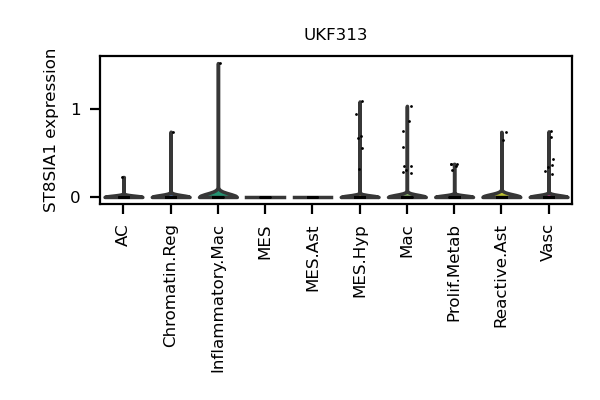 UKF313
ST8SIA1 expression
1
0
AC
Chromatin.Reg
Inflammatory.Mac
MES
MES.Ast
MES.Hyp
Mac
Prolif.Metab
Reactive.Ast
Vasc